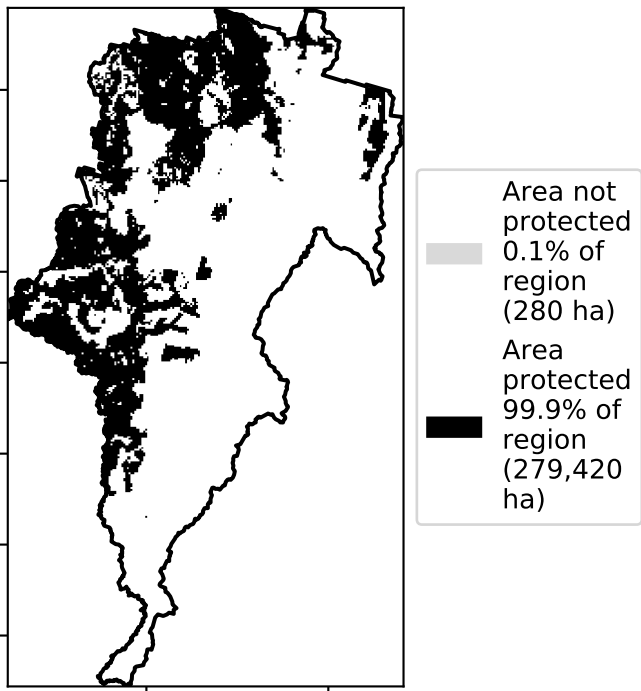 Area not
protected
0.1% of
region
(280 ha)
Area
protected
99.9% of
region
(279,420
ha)